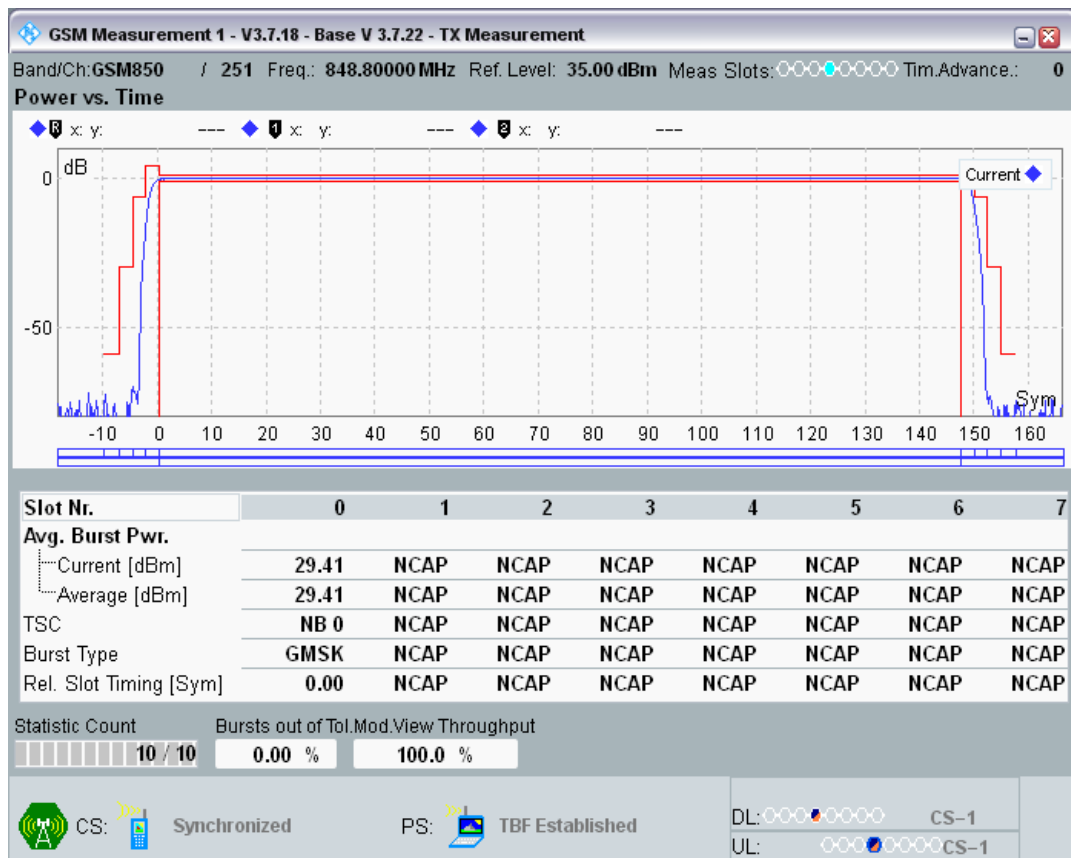 GSM Measurement 1 - V3.7.18 - Base V 3.7.22 - TX Measurement
Band/Ch:GSM850 / 251 Freq.: 848.80000 MHz Ref. Level: 35.00 dBm Meas Slots: Tim.Advance.: 0
Power vs. Time
R x: y: --- 1 x: y: --- 2 x: y: ---
dB
Current
0
-50
Sym
-10 0 10 20 30 40 50 60 70 80 90 100 110 120 130 140 150 160
Slot Nr. 0 1 2 3 4 5 6 7
Avg. Burst Pwr.
Current [dBm] 29.41 NCAP NCAP NCAP NCAP NCAP NCAP NCAP
Average [dBm] 29.41 NCAP NCAP NCAP NCAP NCAP NCAP NCAP
TSC NB 0 NCAP NCAP NCAP NCAP NCAP NCAP NCAP
Burst Type GMSK NCAP NCAP NCAP NCAP NCAP NCAP NCAP
Rel. Slot Timing [Sym] 0.00 NCAP NCAP NCAP NCAP NCAP NCAP NCAP
Statistic Count Bursts out of Tol.Mod.View Throughput
10 / 10 0.00 % 100.0 %
CS: Synchronized PS: TBF Established
DL: CS-1
UL: CS-1